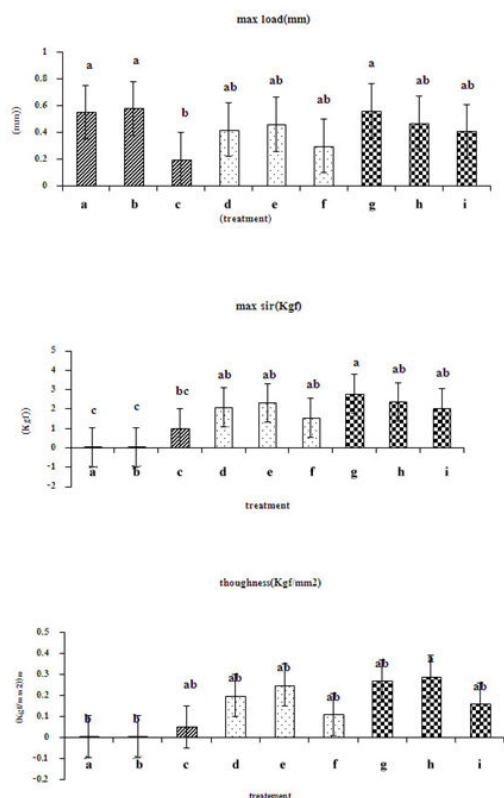 max load(mm)
1
0.8
0.6
0.4
0.2
0
(mm))
a a b ab ab ab a ab ab
a b c d e f g h i
(treatment)
max sir(Kgf)
5
4
3
2
1
0
-1
-2
(Kgf))
c c bc ab ab ab a ab ab
a b c d e f g h i
treatment
thoughness(Kgf/mm2)
0.5
0.4
0.3
0.2
0.1
0
-0.1
-0.2
(Kgf/mm2))m
b b ab ab ab ab ab a ab
a b c d e f g h i
treatement